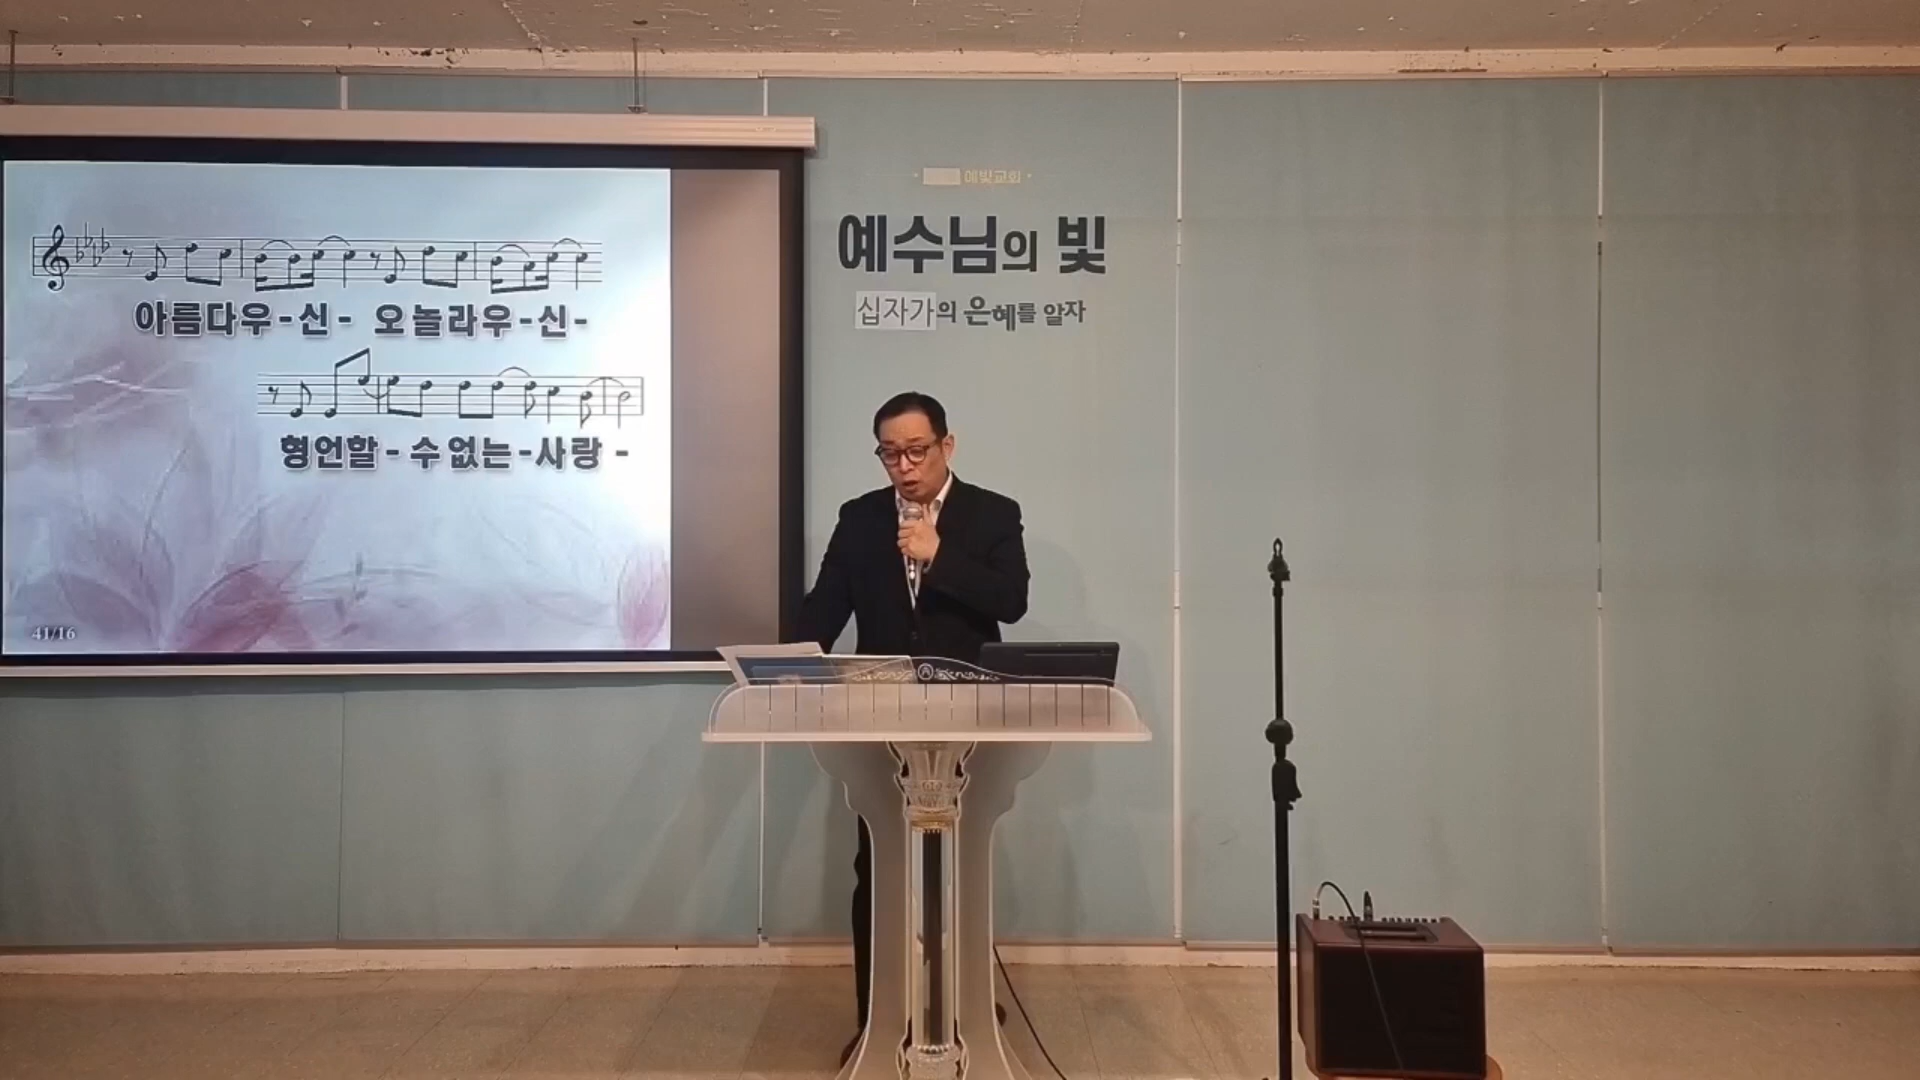 아름다우-신- 오놀라우-신-
형언할-수없는-사랑-
41/16
예빛교회
예수님의 빛
십자가의 은혜를 알자